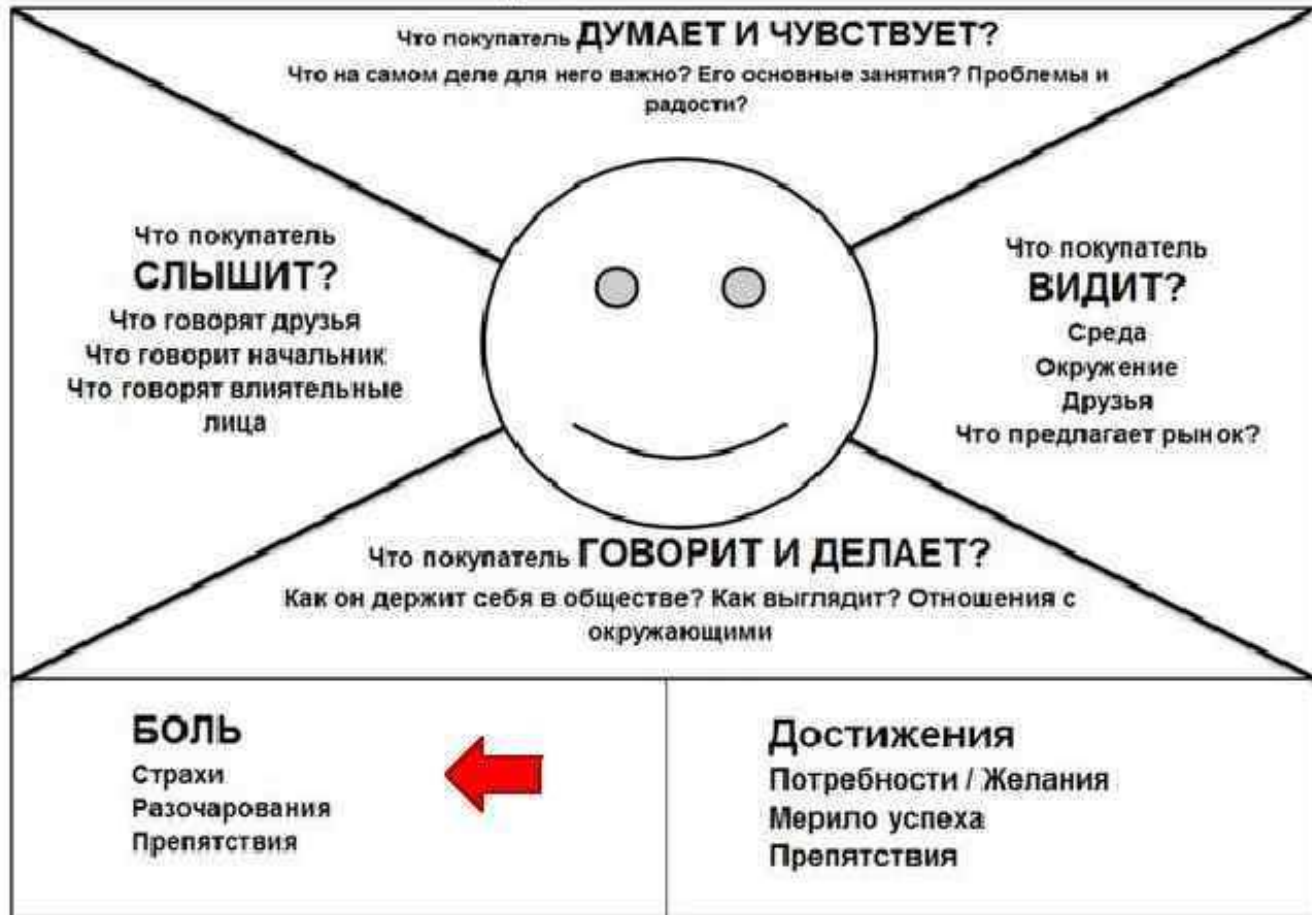 Что покупатель ДУМАЕТ И ЧУВСТВУЕТ?
Что на самом деле для него важно? Его основные занятия? Проблемы и
радости?
Что покупатель
СЛЫШИТ?
Что говорят друзья
Что говорит начальник
Что говорят влиятельные
лица
Что покупатель
ВИДИТ?
Среда
Окружение
Друзья
Что предлагает рынок?
Что покупатель ГОВОРИТ И ДЕЛАЕТ?
Как он держит себя в обществе? Как выглядит? Отношения с
окружающими
БОЛЬ
Страхи
Разочарования
Препятствия
Достижения
Потребности / Желания
Мерило успеха
Препятствия